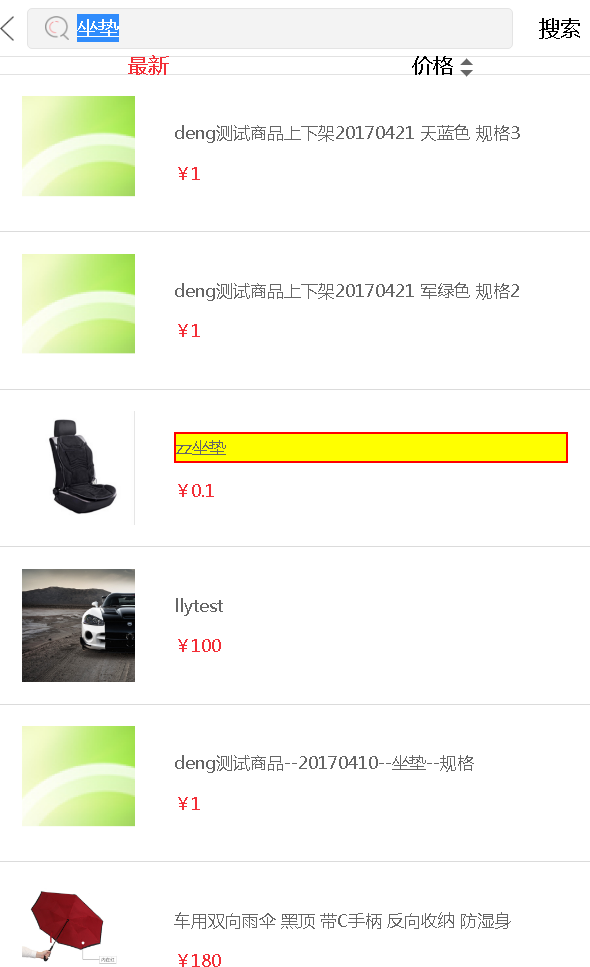 坐垫 搜索
最新 价格
deng测试商品上下架20170421 天蓝色 规格3
￥1
deng测试商品上下架20170421 军绿色 规格2
￥1
zz坐垫
￥0.1
llytest
￥100
deng测试商品--20170410--坐垫--规格
￥1
车用双向雨伞 黑顶 带C手柄 反向收纳 防湿身
￥180